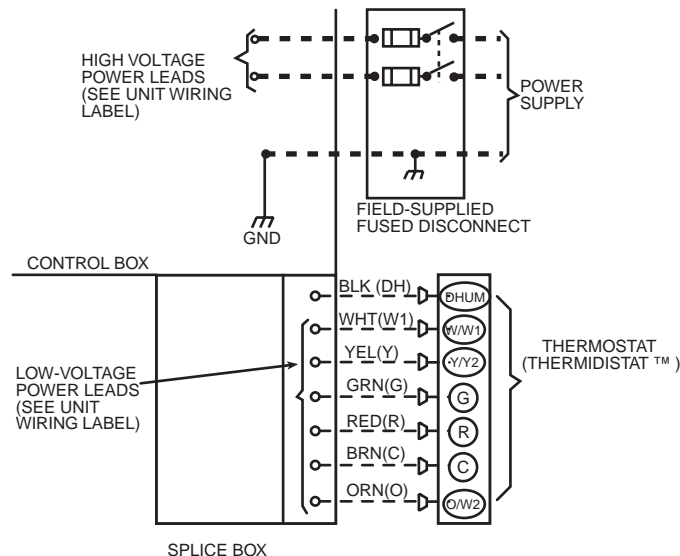 HIGH VOLTAGE
POWER LEADS
(SEE UNIT WIRING
LABEL)
POWER
SUPPLY
FIELD-SUPPLIED
FUSED DISCONNECT
GND
CONTROL BOX
LOW-VOLTAGE
POWER LEADS
(SEE UNIT
WIRING LABEL)
BLK (DH)
DHUM
WHT(W1)
W/W1
YEL(Y)
Y/Y2
GRN(G)
G
RED(R)
R
BRN(C)
C
ORN(O)
O/W2
THERMOSTAT
(THERMIDISTAT ™ )
SPLICE BOX